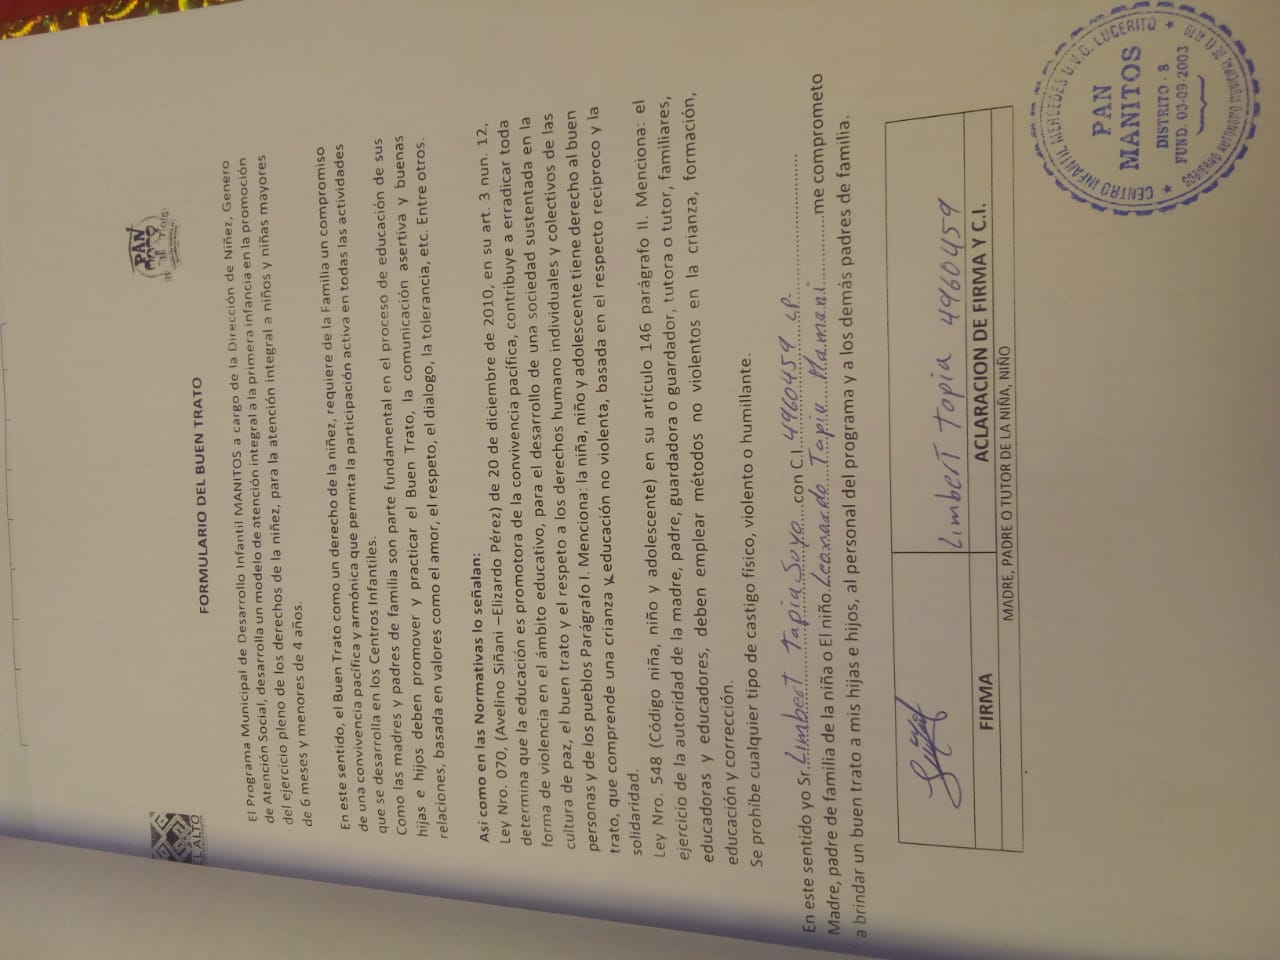 EL ALTO
PAN
FORMULARIO DEL BUEN TRATO
El Programa Municipal de Desarrollo Infantil MANITOS a cargo de la Dirección de Niñez, Genero
de Atención Social, desarrolla un modelo de atención integral a la primera infancia en la promoción
del ejercicio pleno de los derechos de la niñez, para la atención integral a niños y niñas mayores
de 6 meses y menores de 4 años.
En este sentido, el Buen Trato como un derecho de la niñez, requiere de la Familia un compromiso
de una convivencia pacífica y armónica que permita la participación activa en todas las actividades
que se desarrolla en los Centros Infantiles.
Como las madres y padres de familia son parte fundamental en el proceso de educación de sus
hijas e hijos deben promover y practicar el Buen Trato, la comunicación asertiva y buenas
relaciones, basada en valores como el amor, el respeto, el dialogo, la tolerancia, etc. Entre otros.
Así como en las Normativas lo señalan:
Ley Nro. 070, (Avelino Siñani –Elizardo Pérez) de 20 de diciembre de 2010, en su art. 3 nun. 12,
determina que la educación es promotora de la convivencia pacífica, contribuye a erradicar toda
forma de violencia en el ámbito educativo, para el desarrollo de una sociedad sustentada en la
cultura de paz, el buen trato y el respeto a los derechos humano individuales y colectivos de las
personas y de los pueblos Parágrafo I. Menciona: la niña, niño y adolescente tiene derecho al buen
trato, que comprende una crianza y educación no violenta, basada en el respecto reciproco y la
solidaridad.
Ley Nro. 548 (Código niña, niño y adolescente) en su artículo 146 parágrafo II. Menciona: el
ejercicio de la autoridad de la madre, padre, guardadora o guardador, tutora o tutor, familiares,
educadoras y educadores, deben emplear métodos no violentos en la crianza, formación,
educación y corrección.
Se prohibe cualquier tipo de castigo físico, violento o humillante.
En este sentido yo Sr. Limbert Tapia Suyo con C.I. 4960459 LP.
Madre, padre de familia de la niña o El niño Leonardo Tapia Mamani me comprometo
a brindar un buen trato a mis hijas e hijos, al personal del programa y a los demás padres de familia.
Limbert Tapia 4960459
FIRMA ACLARACION DE FIRMA Y C.I.
MADRE, PADRE O TUTOR DE LA NIÑA, NIÑO
CENTRO INFANTIL MERCEDES U.V.G. LUCERITO
PAN
MANITOS
DISTRITO - 8
FUND. 03-09-2003
GOBIERNO AUTÓNOMO MUNICIPAL DE EL ALTO